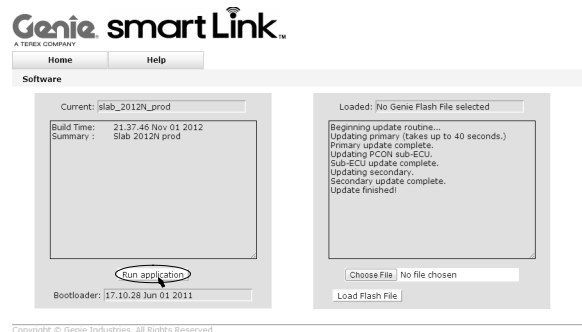 Genie. smart Link™
A TEREX COMPANY
Home Help
Software
Current: slab_2012N_prod
Build Time: 21.37.46 Nov 01 2012
Summary : Slab 2012N prod
Run application
Bootloader: 17.10.28 Jun 01 2011
Loaded: No Genie Flash File selected
Beginning update routine...
Updating primary (takes up to 40 seconds.)
Primary update complete.
Updating PCON sub-ECU.
Sub-ECU update complete.
Updating secondary.
Secondary update complete.
Update finished!
Choose File No file chosen
Load Flash File
Copyright © Genie Industries. All Rights Reserved